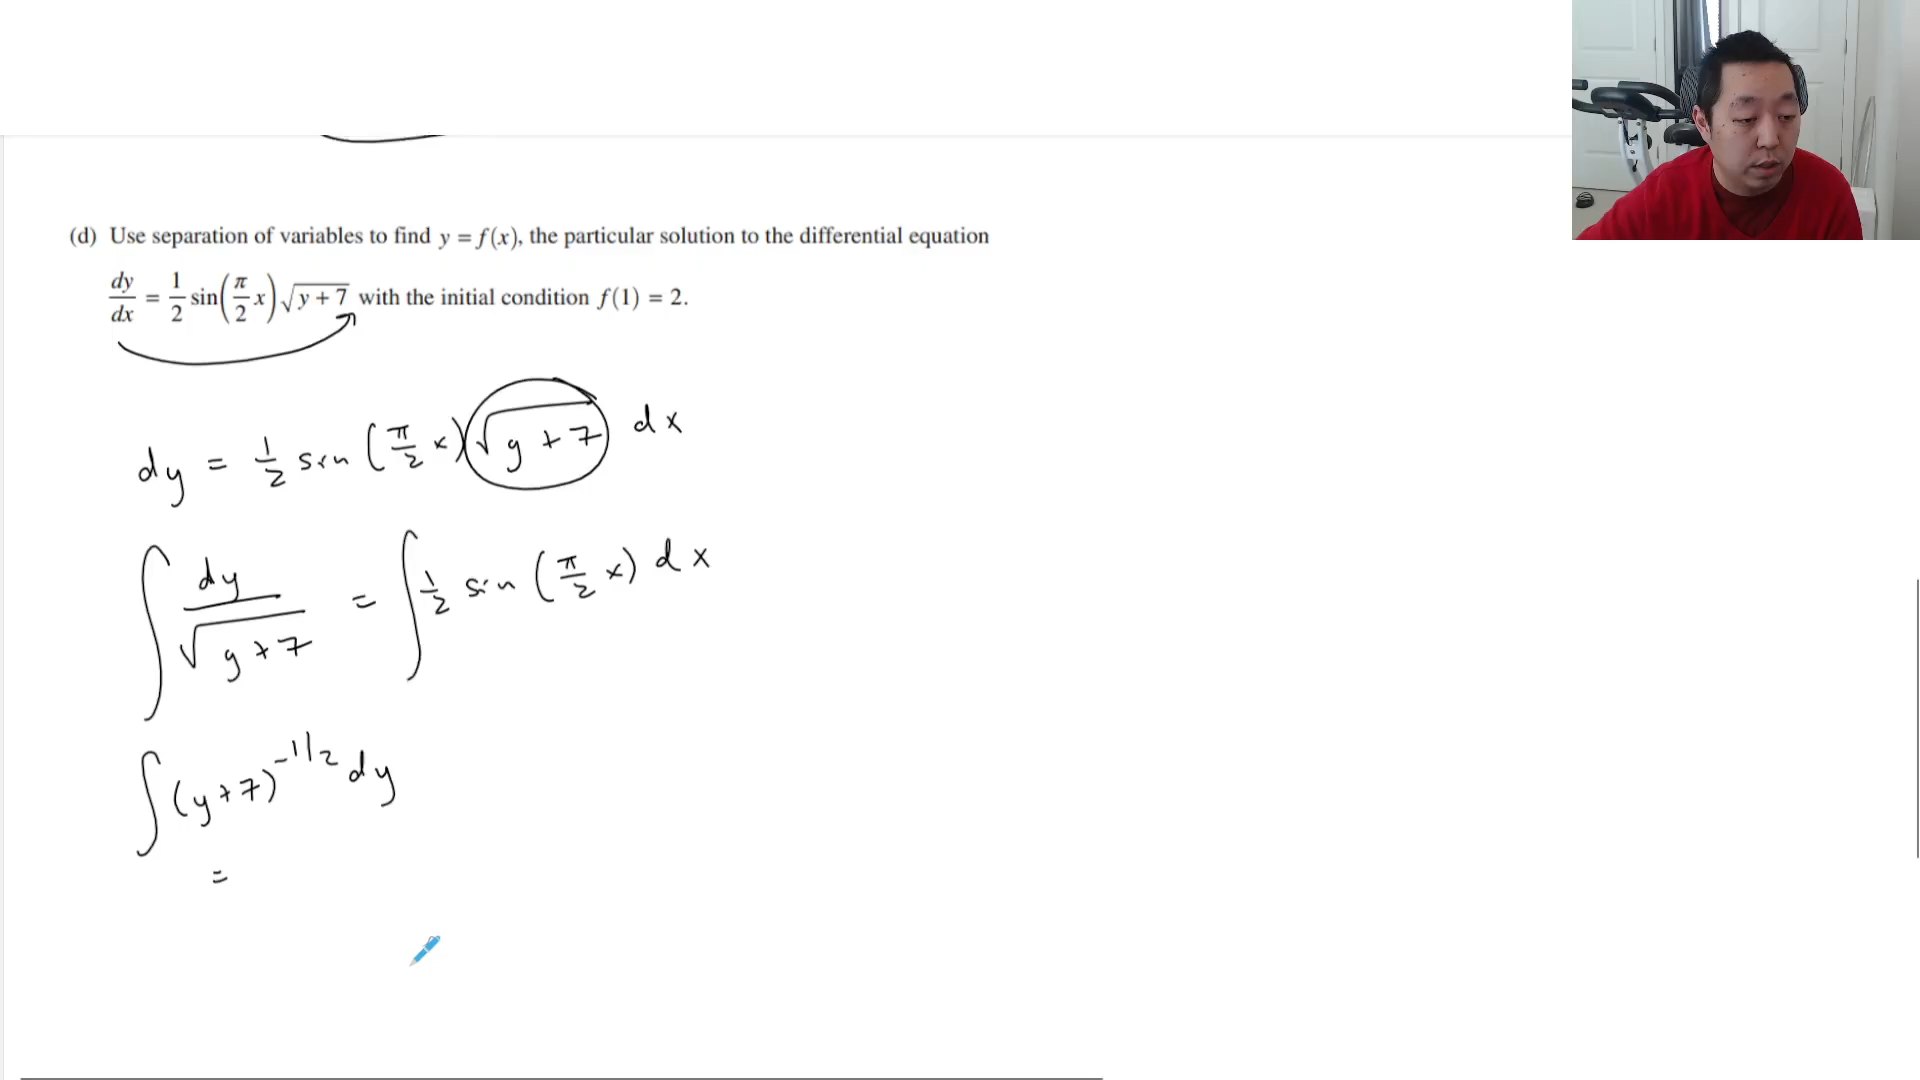 (d) Use separation of variables to find y = f(x), the particular solution to the differential equation
dy/dx = 1/2 sin(π/2 x) √(y + 7) with the initial condition f(1) = 2.
dy = 1/2 sin (π/2 x) √(y + 7) dx
∫ dy/√(y + 7) = ∫ 1/2 sin (π/2 x) dx
∫ (y + 7)^(-1/2) dy
=